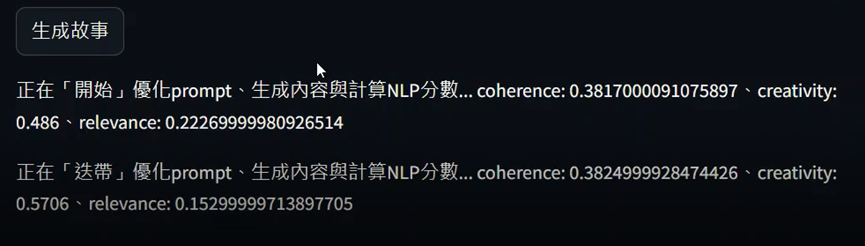 生成故事
正在「開始」優化prompt、生成內容與計算NLP分數... coherence: 0.3817000091075897、creativity:
0.486、relevance: 0.22269999980926514
正在「迭帶」優化prompt、生成內容與計算NLP分數... coherence: 0.3824999928474426、creativity:
0.5706、relevance: 0.15299999713897705